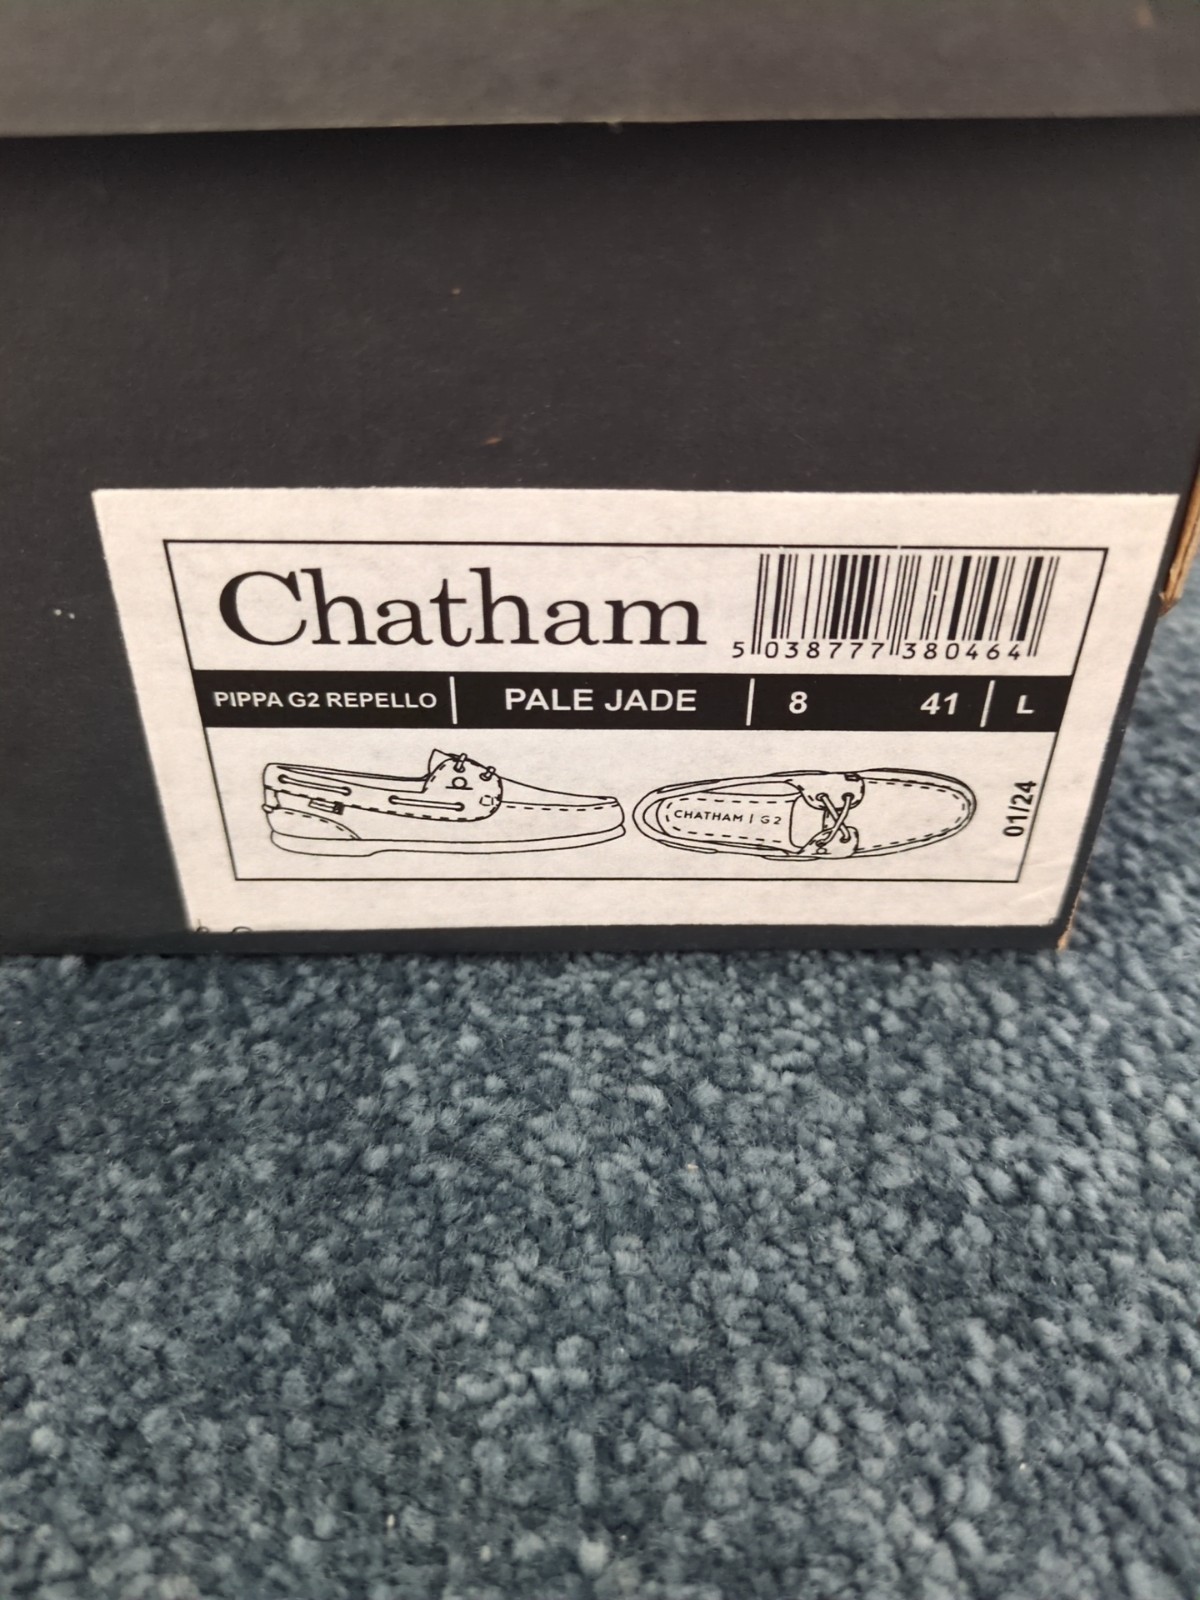 Chatham
5 038777 380464
PIPPA G2 REPELLO | PALE JADE | 8 41 | L
CHATHAM | G2
01/24